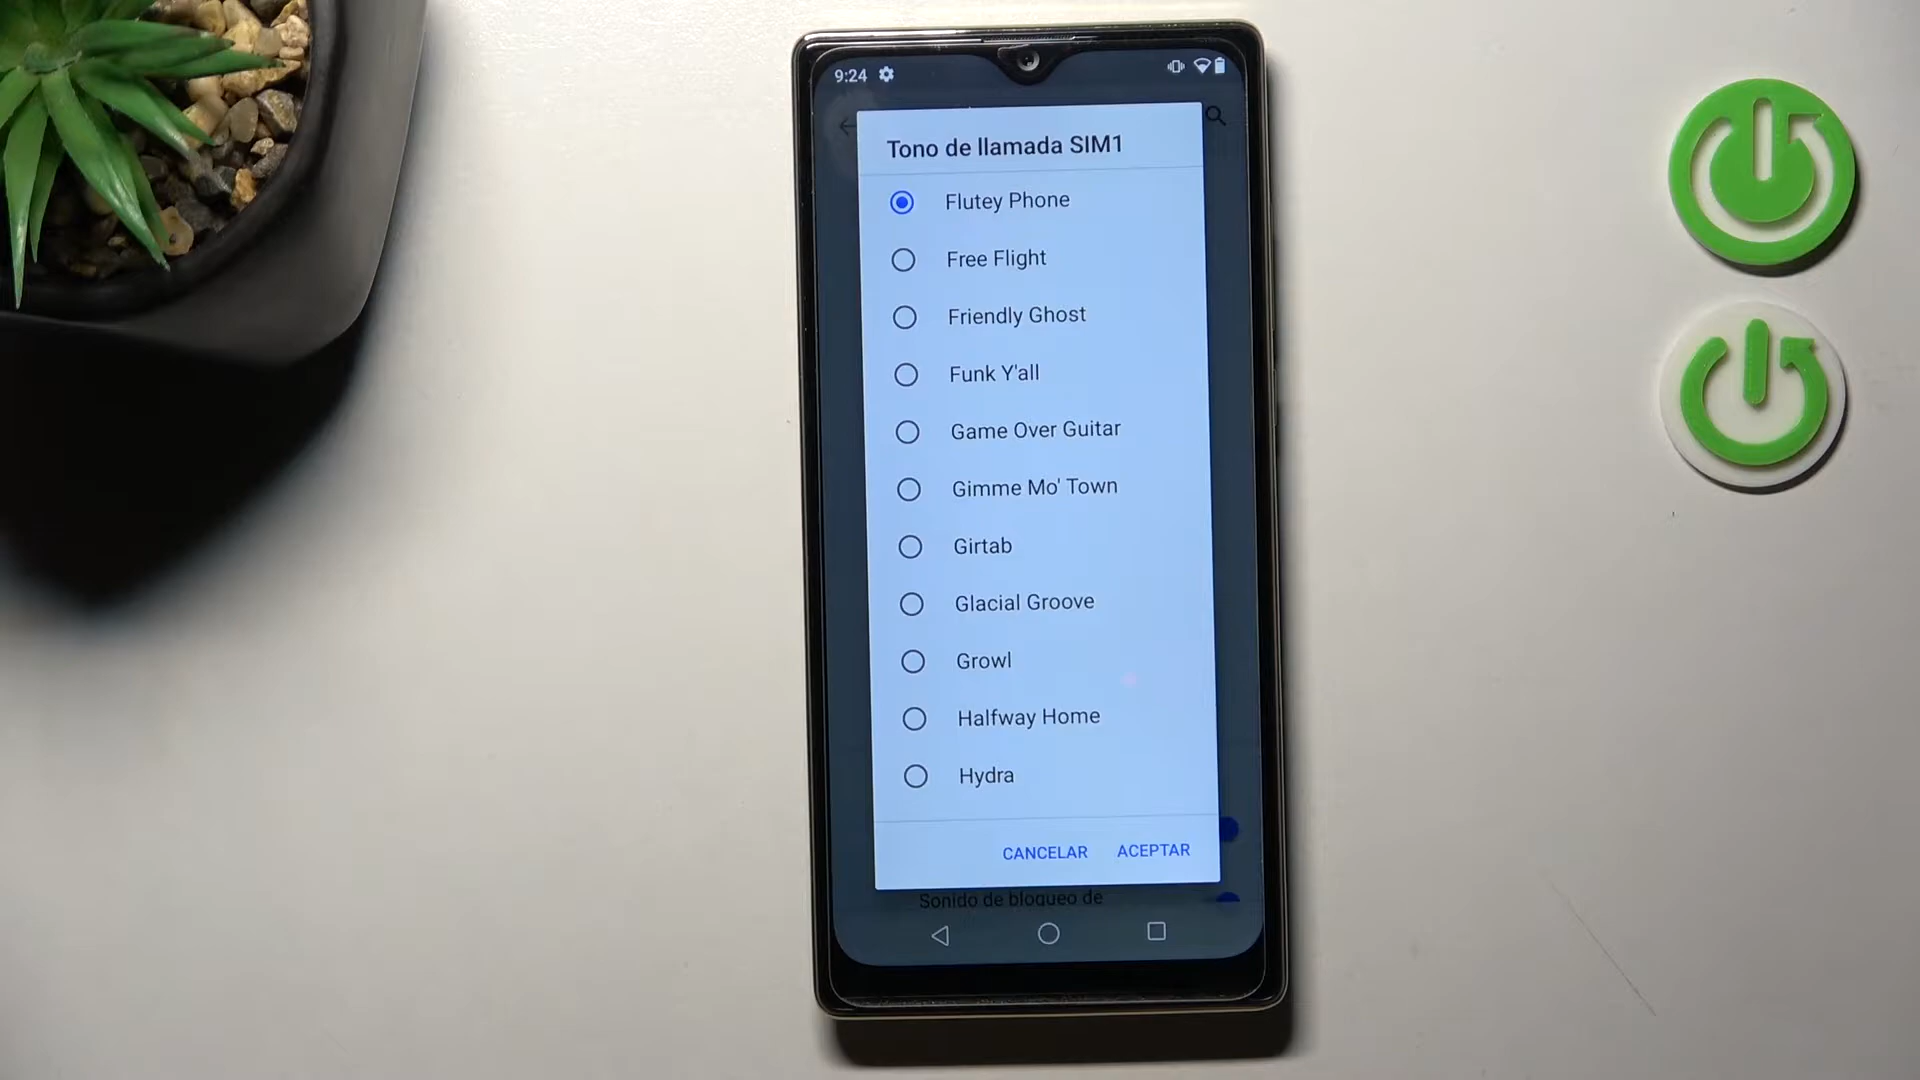 9:24
Tono de llamada SIM1
Flutey Phone
Free Flight
Friendly Ghost
Funk Y'all
Game Over Guitar
Gimme Mo' Town
Girtab
Glacial Groove
Growl
Halfway Home
Hydra
CANCELAR ACEPTAR
Sonido de bloqueo de